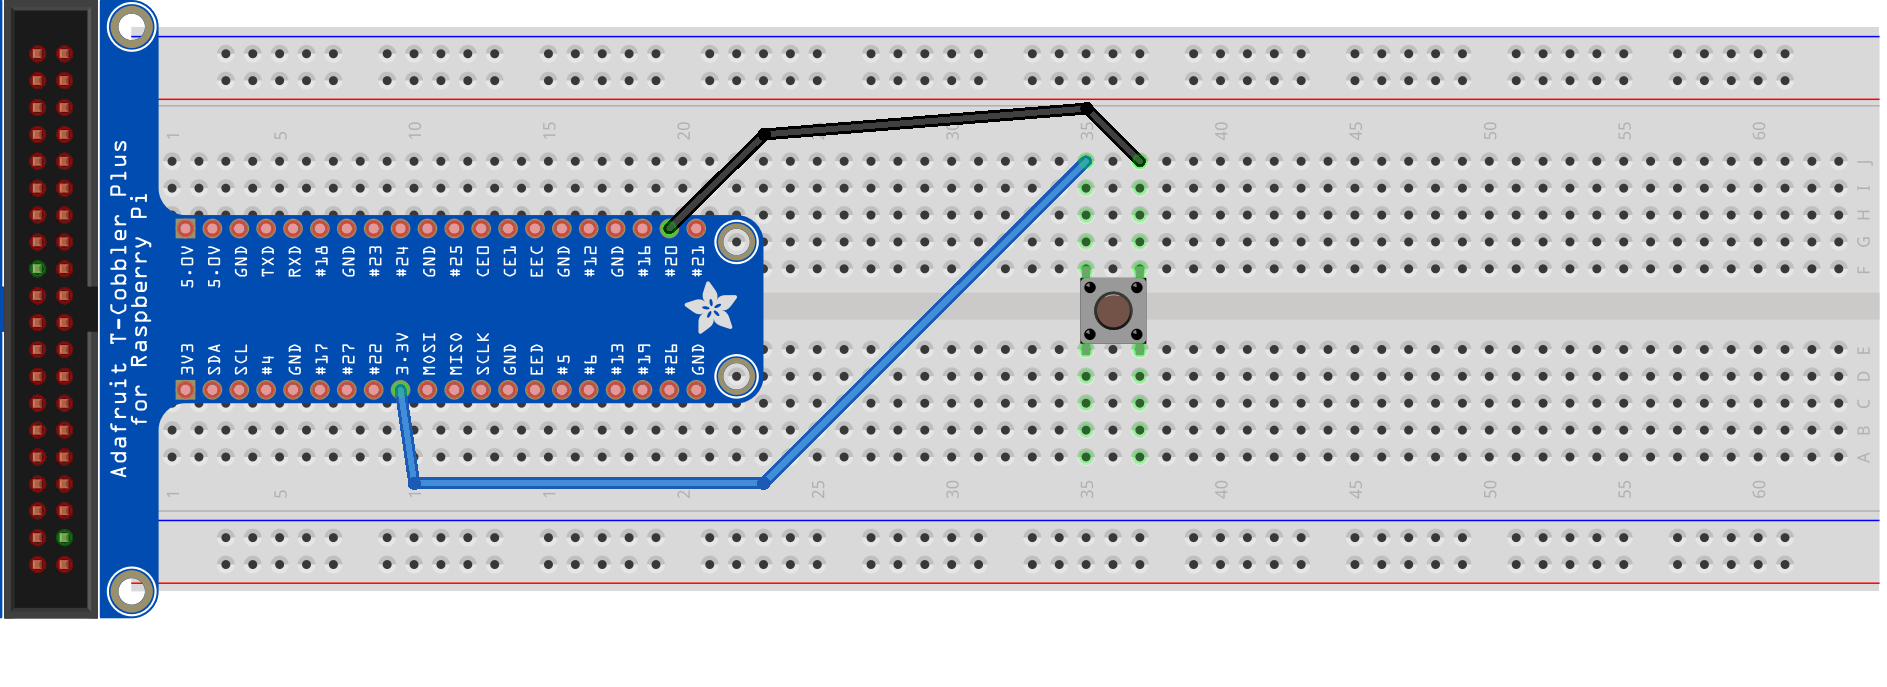 Adafruit T-Cobbler Plus
for Raspberry Pi
1 5 10 15 20 30 35 40 45 50 55 60
J
I
H
G
F
5.0V 5.0V GND TXD RXD #18 GND #23 #24 GND #25 CE0 CE1 EEC GND #12 GND #16 #20 #21
3V3 SDA SCL #4 GND #17 #27 #22 3.3V MOSI MISO SCLK GND EED #5 #6 #13 #19 #26 GND
E
D
C
B
A
1 5 15 20 25 30 35 40 45 50 55 60